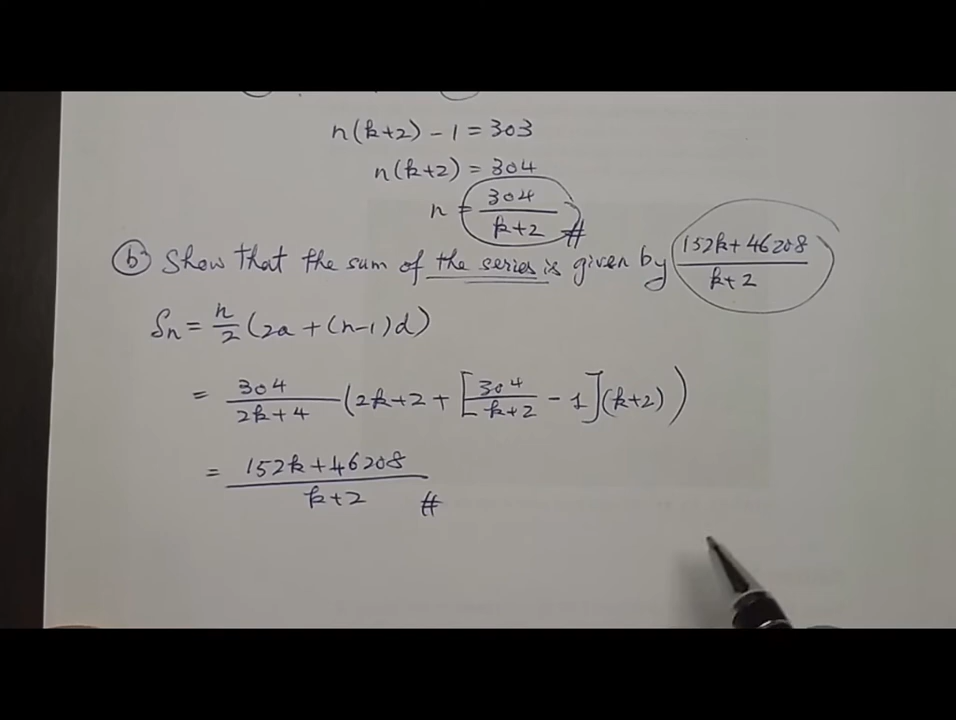 n(k+2) - 1 = 303
n(k+2) = 304
n = 304/(k+2) #
(b) Show that the sum of the series is given by (152k+46208)/(k+2)
Sn = n/2 (2a + (n-1)d)
= 304/(2k+4) (2k+2 + [304/(k+2) - 1](k+2))
= (152k+46208)/(k+2) #